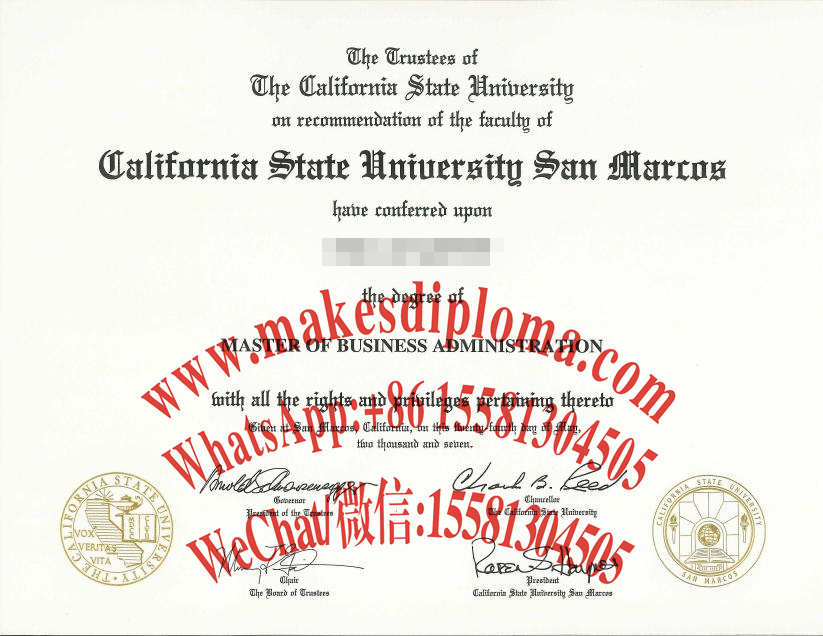 The Trustees of
The California State University
on recommendation of the faculty of
California State University San Marcos
have conferred upon
the degree of
www.makesdiploma.com
MASTER OF BUSINESS ADMINISTRATION
with all the rights and privileges pertaining thereto
WhatsApp:+86 15581304505
Given at San Marcos, California, on this twenty-fourth day of May,
two thousand and seven.
Governor
President of the Trustees
Chancellor
The California State University
WeChat/微信:15581304505
Chair
The Board of Trustees
President
California State University San Marcos
THE CALIFORNIA STATE UNIVERSITY
VOX
VERITAS
VITA
CALIFORNIA STATE UNIVERSITY
SAN MARCOS